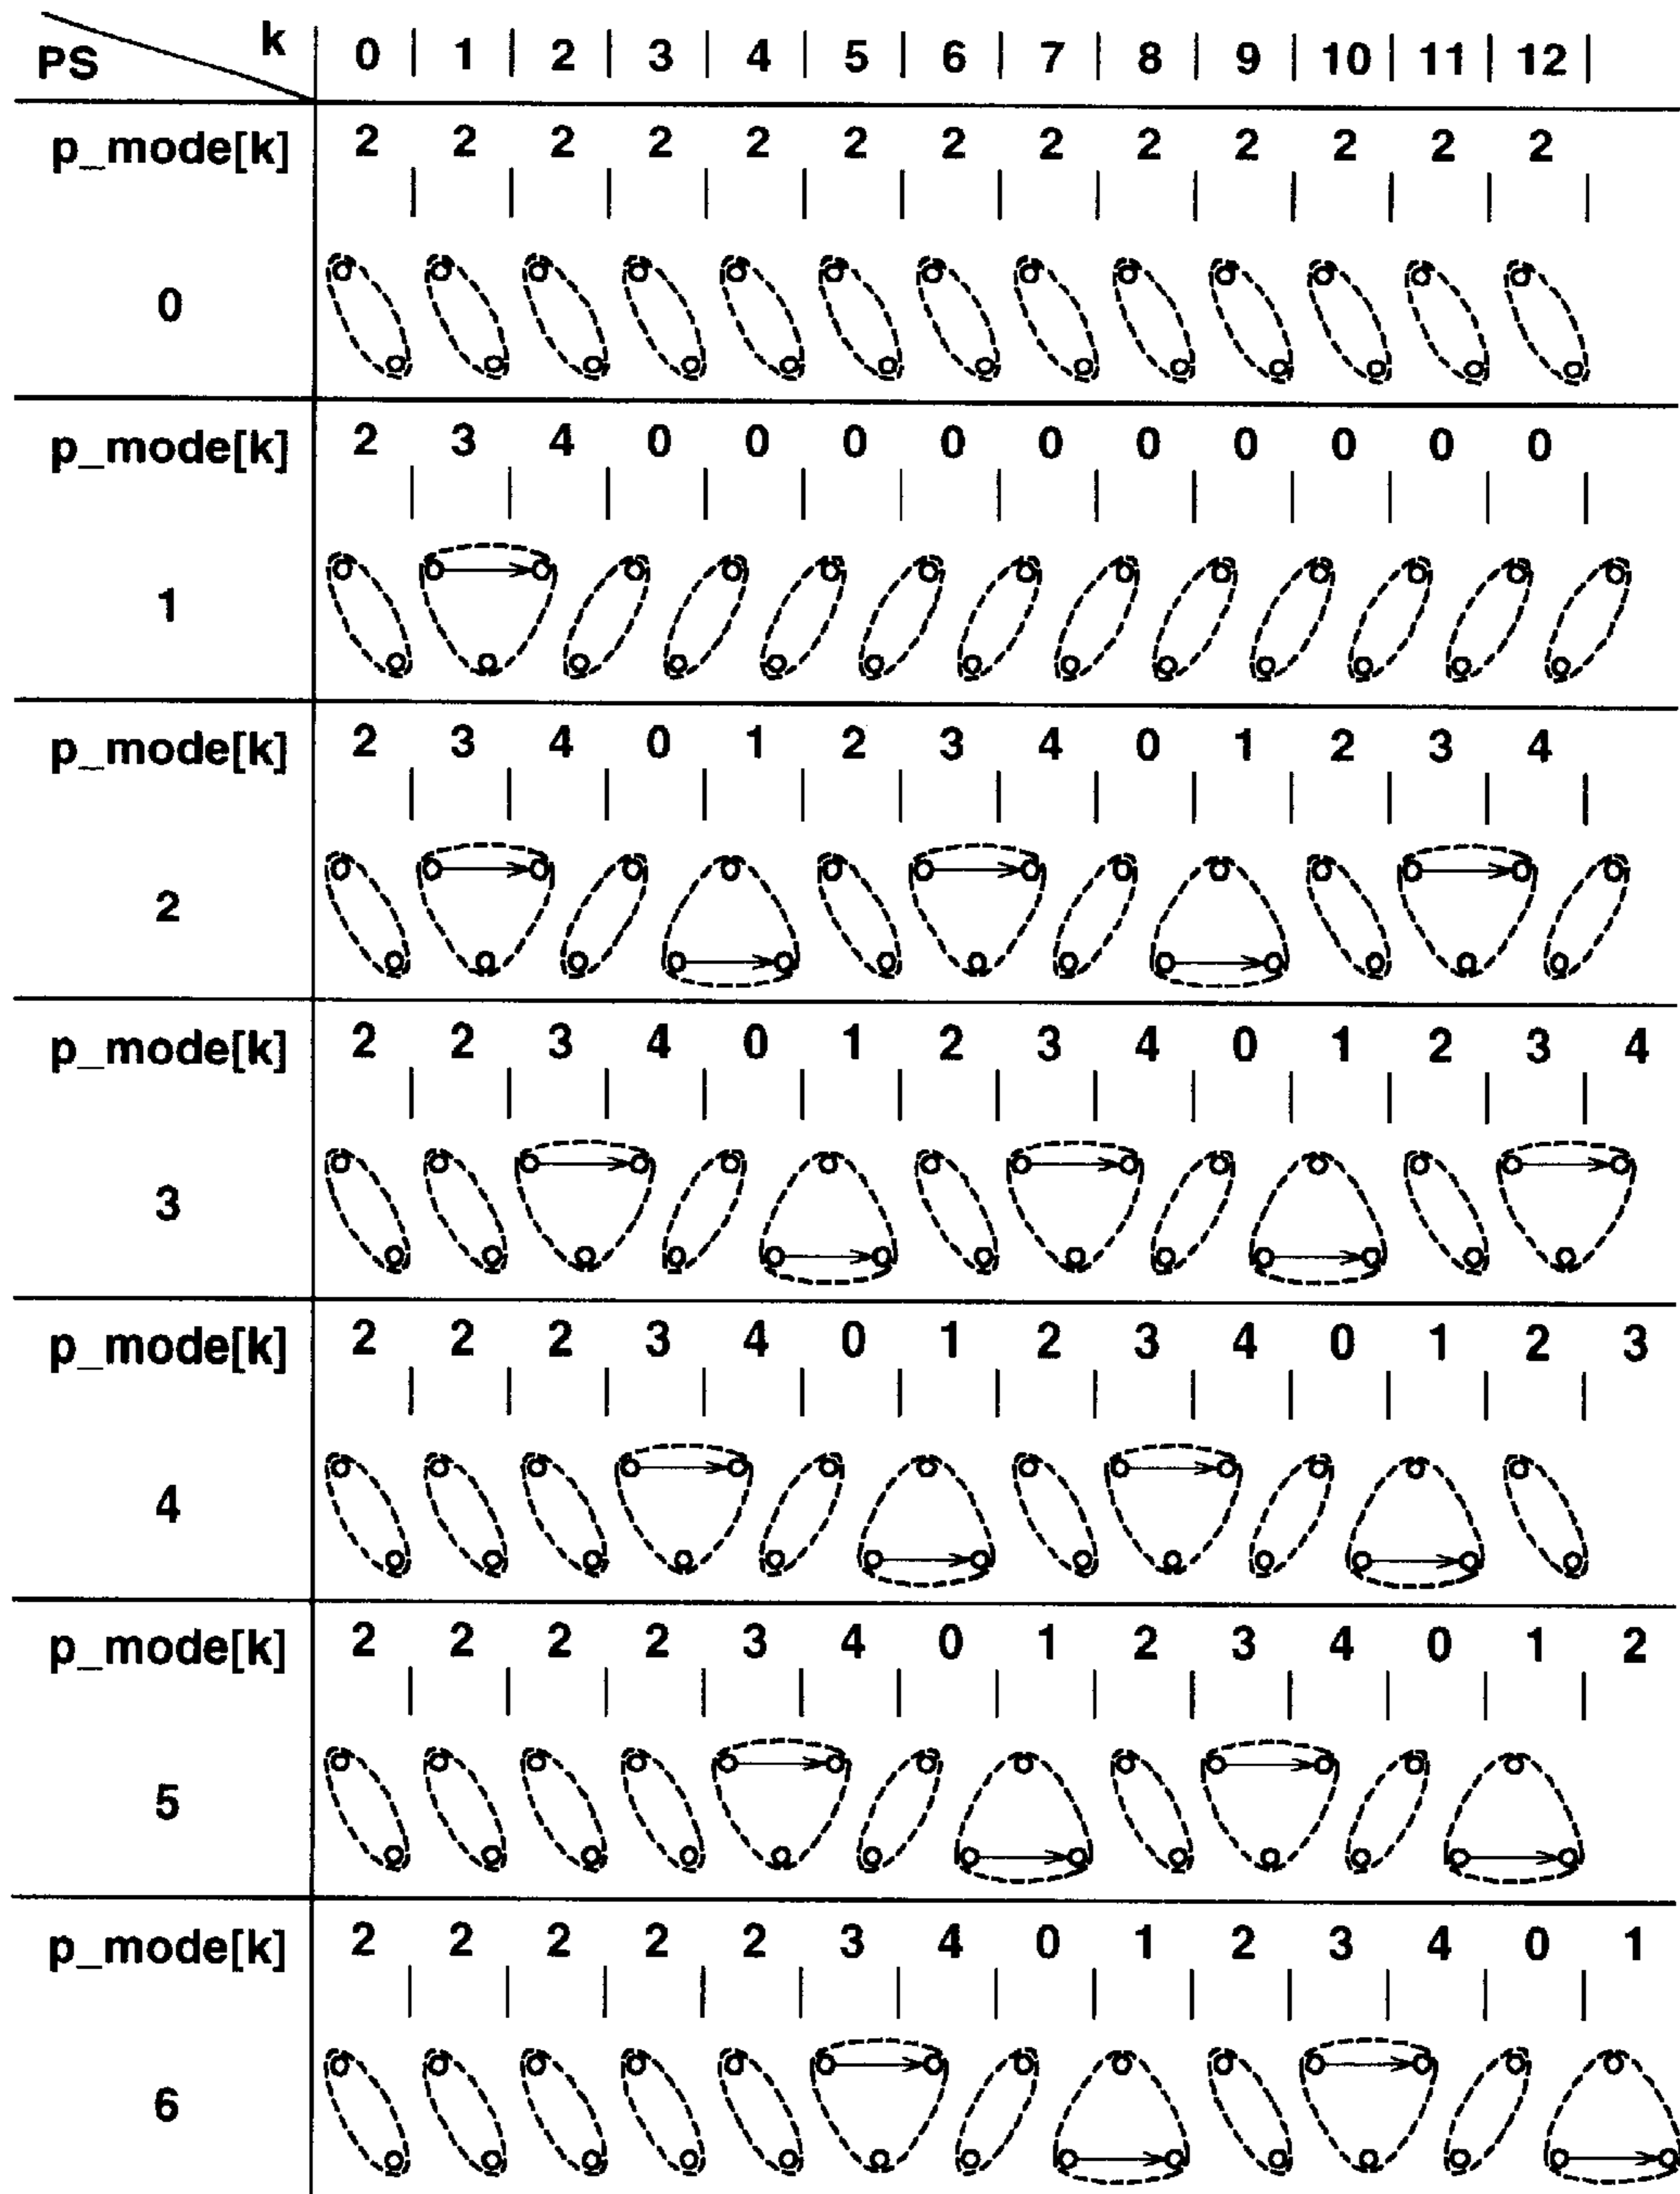 k 0 1 2 3 4 5 6 7 8 9 10 11 12
PS
p_mode[k] 2 2 2 2 2 2 2 2 2 2 2 2 2
0
p_mode[k] 2 3 4 0 0 0 0 0 0 0 0 0 0
1
p_mode[k] 2 3 4 0 1 2 3 4 0 1 2 3 4
2
p_mode[k] 2 2 3 4 0 1 2 3 4 0 1 2 3 4
3
p_mode[k] 2 2 2 3 4 0 1 2 3 4 0 1 2 3
4
p_mode[k] 2 2 2 2 3 4 0 1 2 3 4 0 1 2
5
p_mode[k] 2 2 2 2 2 3 4 0 1 2 3 4 0 1
6